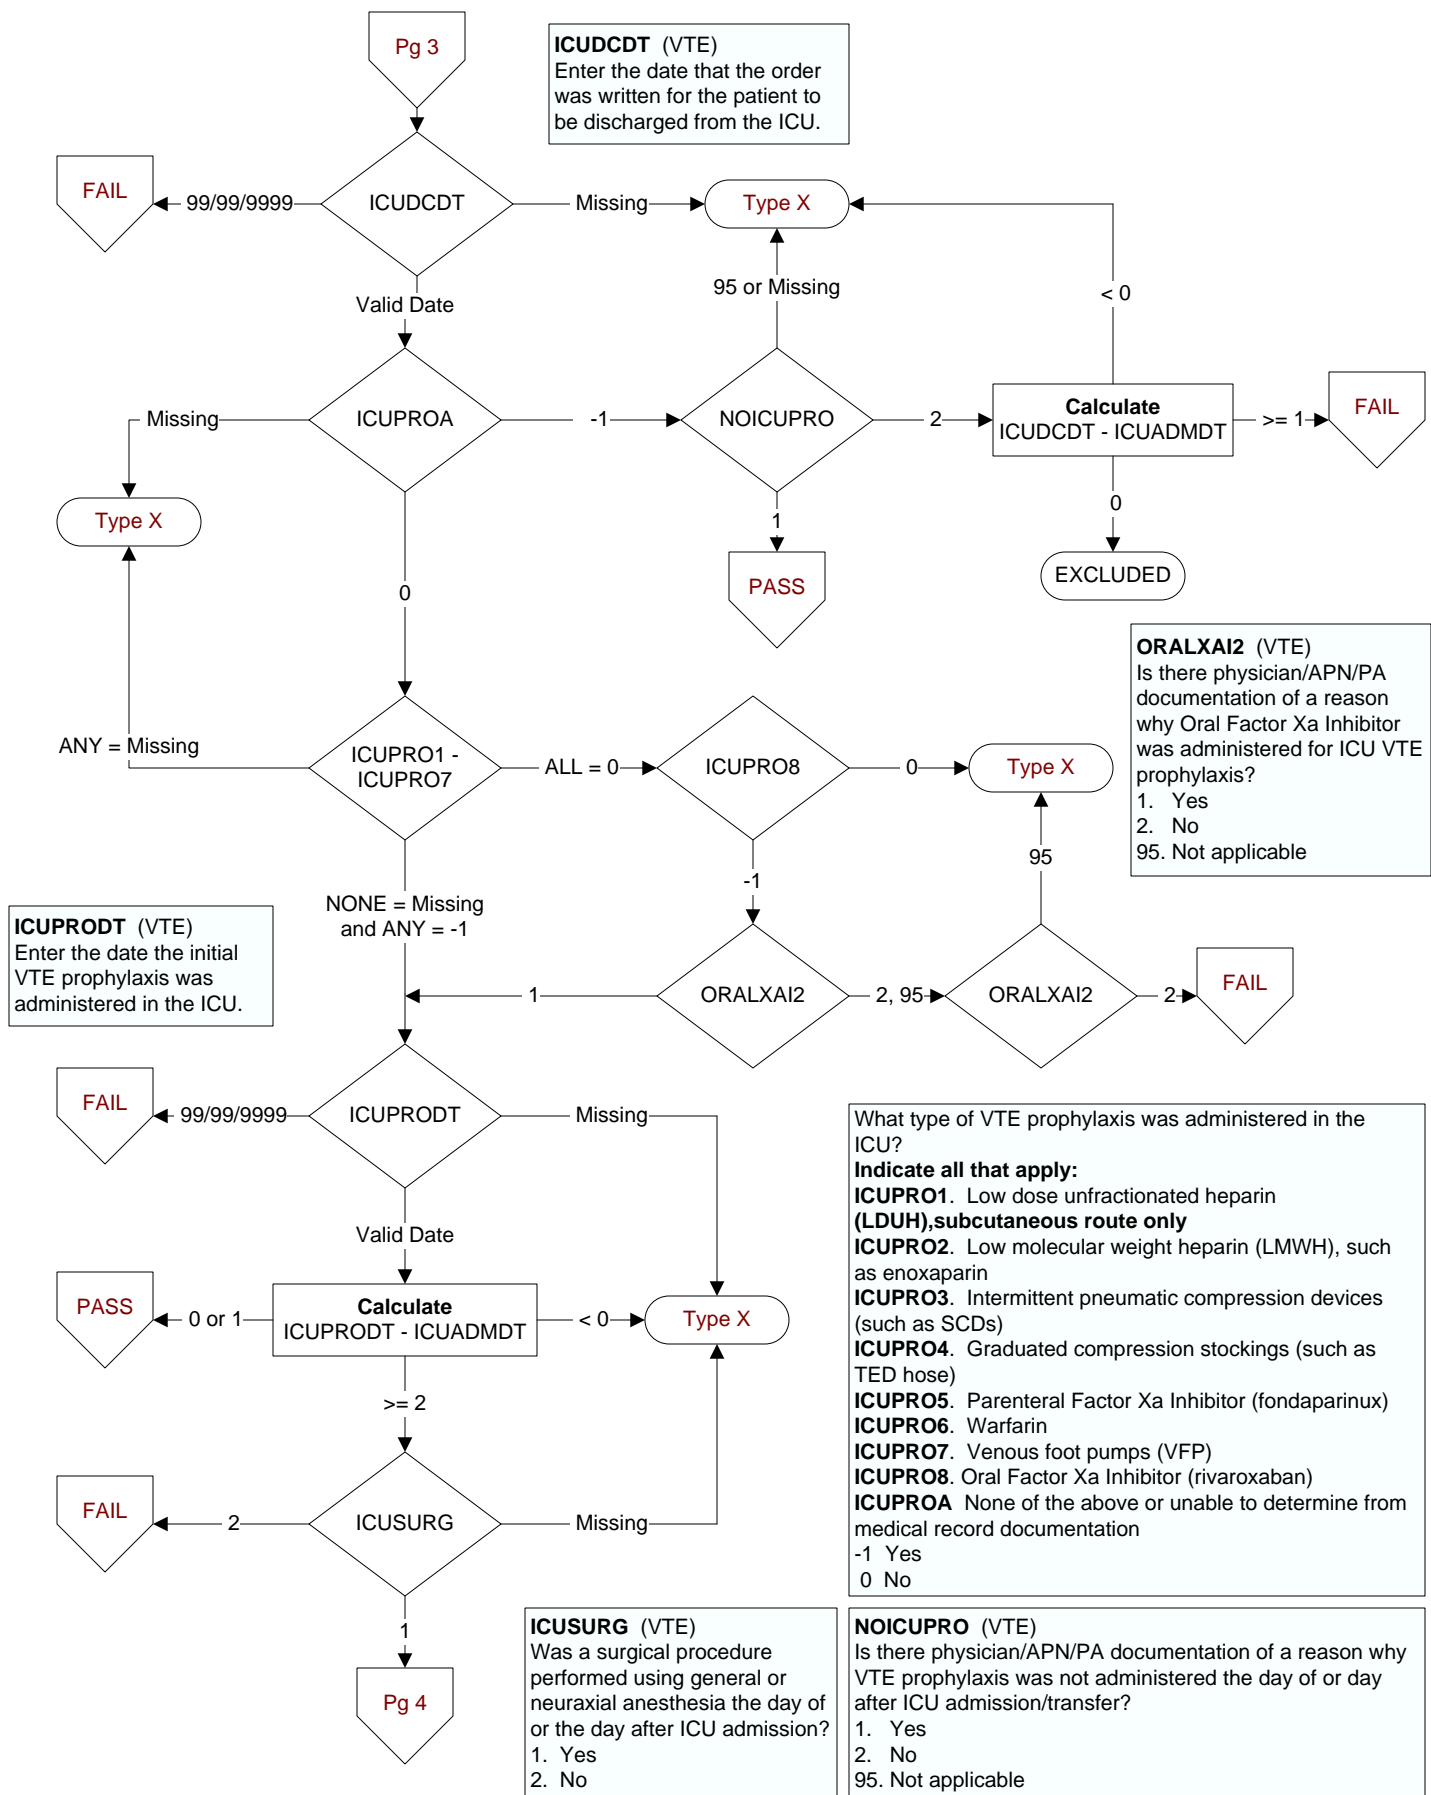 Pg 3
ICUDCDT (VTE)
Enter the date that the order
was written for the patient to
be discharged from the ICU.
FAIL
99/99/9999
ICUDCDT
Missing
Type X
Valid Date
95 or Missing
< 0
Missing
ICUPROA
-1
NOICUPRO
2
Calculate
ICUDCDT - ICUADMDT
>= 1
FAIL
Type X
0
1
0
PASS
EXCLUDED
ORALXAI2 (VTE)
Is there physician/APN/PA
documentation of a reason
why Oral Factor Xa Inhibitor
was administered for ICU VTE
prophylaxis?
1. Yes
2. No
95. Not applicable
ANY = Missing
ICUPRO1 -
ICUPRO7
ALL = 0
ICUPRO8
0
Type X
95
-1
NONE = Missing
and ANY = -1
ICUPRODT (VTE)
Enter the date the initial
VTE prophylaxis was
administered in the ICU.
1
ORALXAI2
2, 95
ORALXAI2
2
FAIL
FAIL
99/99/9999
ICUPRODT
Missing
Valid Date
PASS
0 or 1
Calculate
ICUPRODT - ICUADMDT
< 0
Type X
>= 2
FAIL
2
ICUSURG
Missing
1
Pg 4
What type of VTE prophylaxis was administered in the
ICU?
Indicate all that apply:
ICUPRO1. Low dose unfractionated heparin
(LDUH),subcutaneous route only
ICUPRO2. Low molecular weight heparin (LMWH), such
as enoxaparin
ICUPRO3. Intermittent pneumatic compression devices
(such as SCDs)
ICUPRO4. Graduated compression stockings (such as
TED hose)
ICUPRO5. Parenteral Factor Xa Inhibitor (fondaparinux)
ICUPRO6. Warfarin
ICUPRO7. Venous foot pumps (VFP)
ICUPRO8. Oral Factor Xa Inhibitor (rivaroxaban)
ICUPROA None of the above or unable to determine from
medical record documentation
-1 Yes
0 No
ICUSURG (VTE)
Was a surgical procedure
performed using general or
neuraxial anesthesia the day of
or the day after ICU admission?
1. Yes
2. No
NOICUPRO (VTE)
Is there physician/APN/PA documentation of a reason why
VTE prophylaxis was not administered the day of or day
after ICU admission/transfer?
1. Yes
2. No
95. Not applicable